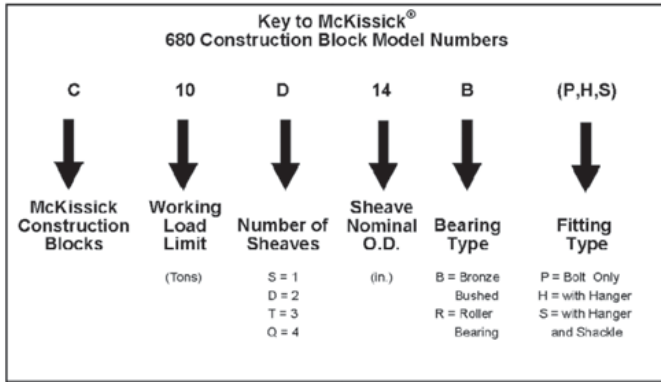 Key to McKissick®
680 Construction Block Model Numbers
C 10 D 14 B (P,H,S)
McKissick
Construction
Blocks
Working
Load
Limit
(Tons)
Number of
Sheaves
S = 1
D = 2
T = 3
Q = 4
Sheave
Nominal
O.D.
(in.)
Bearing
Type
B = Bronze
Bushed
R = Roller
Bearing
Fitting
Type
P = Bolt Only
H = with Hanger
S = with Hanger
and Shackle